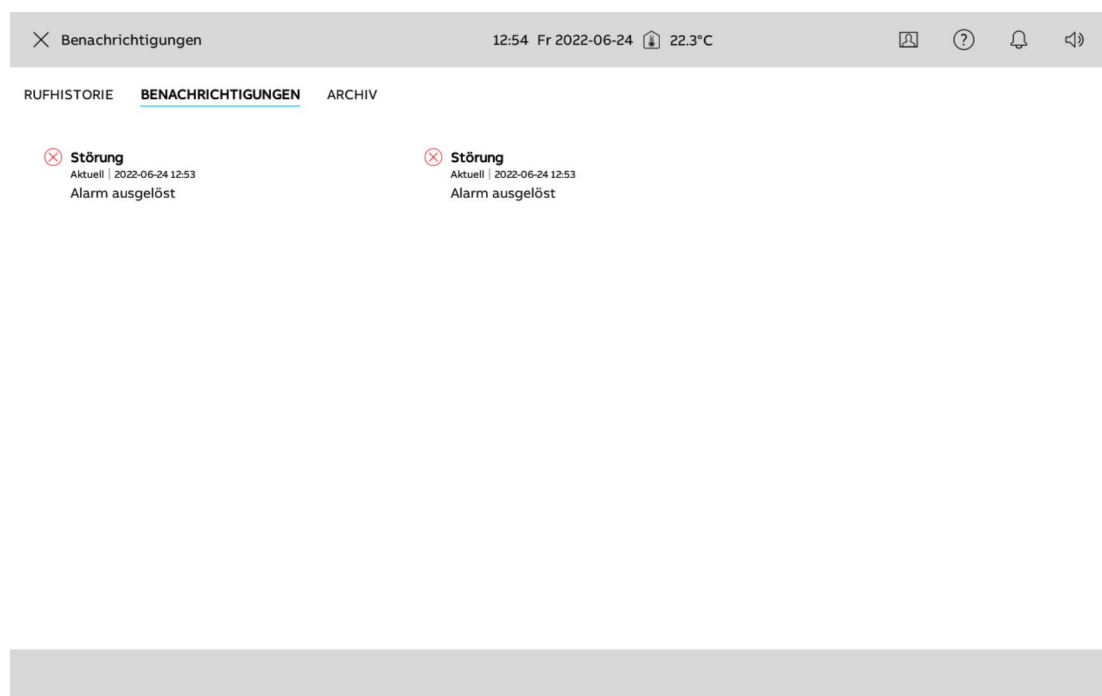 Benachrichtigungen
12:54 Fr 2022-06-24 22.3°C
RUFHISTORIE BENACHRICHTIGUNGEN ARCHIV
Störung
Aktuell | 2022-06-24 12:53
Alarm ausgelöst
Störung
Aktuell | 2022-06-24 12:53
Alarm ausgelöst